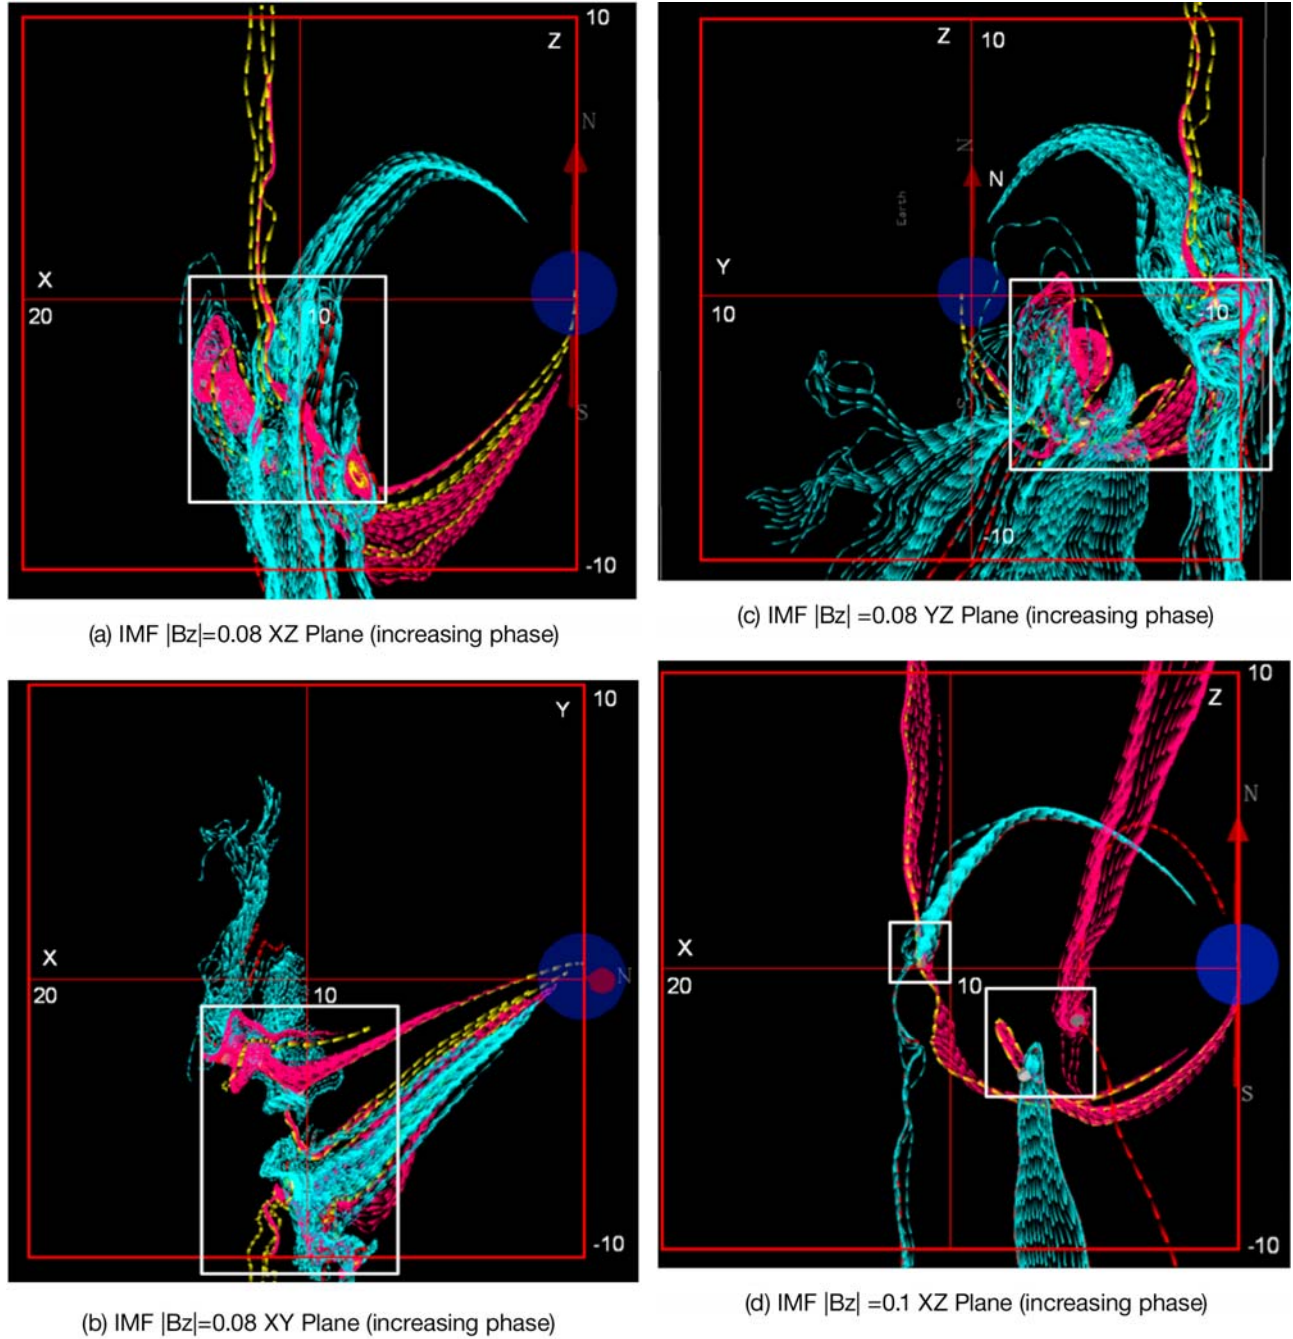 10
Z
N
X
20
10
S
-10
(a) IMF |Bz|=0.08 XZ Plane (increasing phase)
Z
10
N
N
Earth
Y
10
-10
S
-10
(c) IMF |Bz| =0.08 YZ Plane (increasing phase)
10
Y
X
20
10
N
-10
(b) IMF |Bz|=0.08 XY Plane (increasing phase)
10
Z
N
X
20
10
S
-10
(d) IMF |Bz| =0.1 XZ Plane (increasing phase)